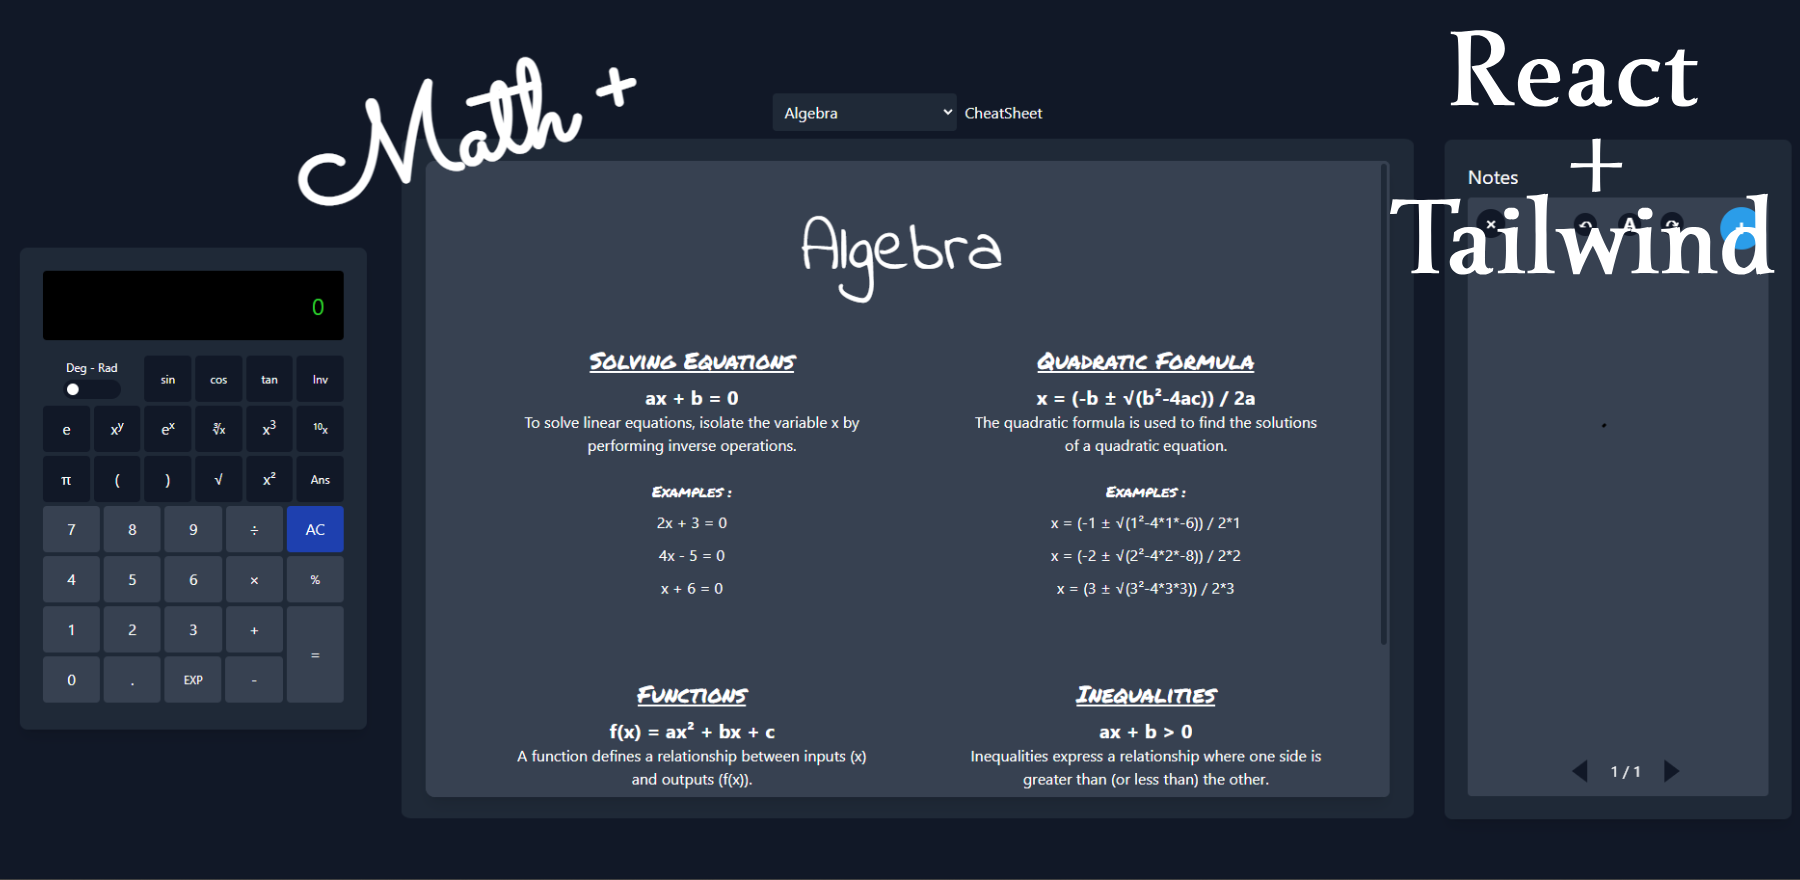 Math +
React
+
Tailwind
Algebra
CheatSheet
0
Deg - Rad
sin cos tan Inv
e xʸ eˣ ∛x x³ ¹⁰x
π ( ) √ x² Ans
7 8 9 ÷ AC
4 5 6 × %
1 2 3 +
=
0 . EXP -
Algebra
Solving Equations
ax + b = 0
To solve linear equations, isolate the variable x by
performing inverse operations.
Examples :
2x + 3 = 0
4x - 5 = 0
x + 6 = 0
Quadratic Formula
x = (-b ± √(b²-4ac)) / 2a
The quadratic formula is used to find the solutions
of a quadratic equation.
Examples :
x = (-1 ± √(1²-4*1*-6)) / 2*1
x = (-2 ± √(2²-4*2*-8)) / 2*2
x = (3 ± √(3²-4*3*3)) / 2*3
Functions
f(x) = ax² + bx + c
A function defines a relationship between inputs (x)
and outputs (f(x)).
Inequalities
ax + b > 0
Inequalities express a relationship where one side is
greater than (or less than) the other.
Notes
A
1 / 1